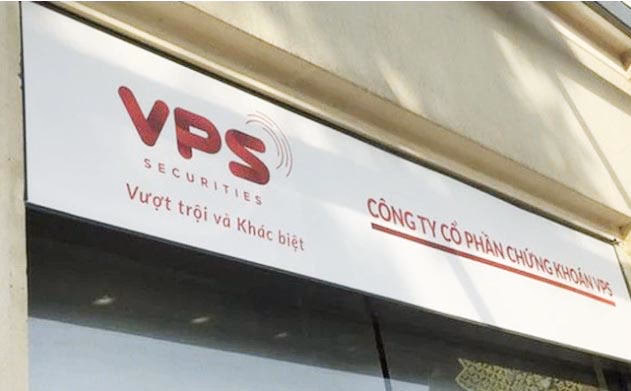 VPS
SECURITIES
Vượt trội và Khác biệt
CÔNG TY CỔ PHẦN CHỨNG KHOÁN VPS